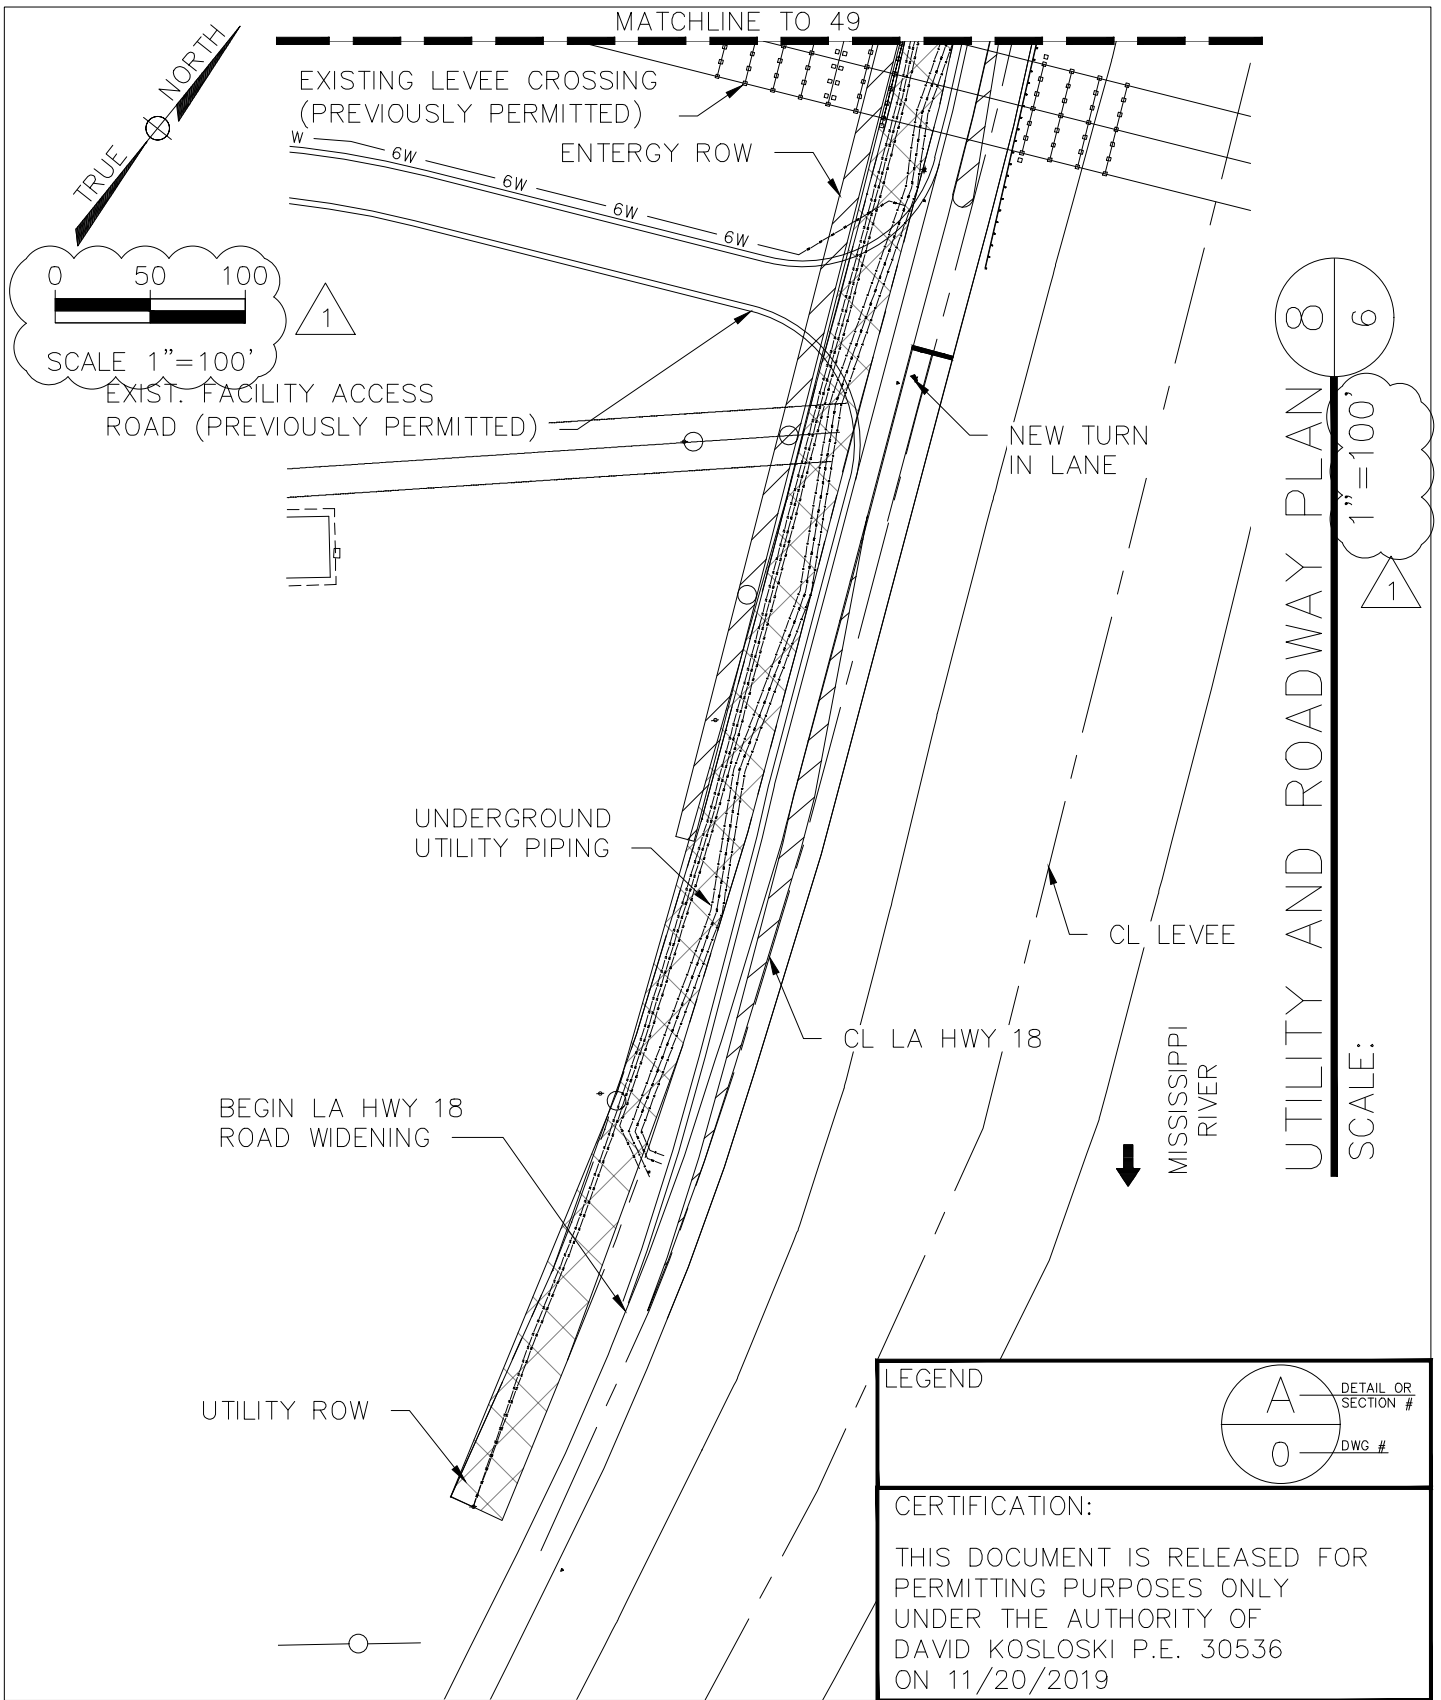 MATCHLINE TO 49
TRUE NORTH
EXISTING LEVEE CROSSING
(PREVIOUSLY PERMITTED)
ENTERGY ROW
W
6W
6W
6W
6W
0 50 100
SCALE 1"=100'
1
EXIST. FACILITY ACCESS
ROAD (PREVIOUSLY PERMITTED)
NEW TURN
IN LANE
8
6
UTILITY AND ROADWAY PLAN
SCALE: 1"=100'
1
UNDERGROUND
UTILITY PIPING
CL LEVEE
CL LA HWY 18
MISSISSIPPI
RIVER
BEGIN LA HWY 18
ROAD WIDENING
UTILITY ROW
LEGEND
A
DETAIL OR
SECTION #
0
DWG #
CERTIFICATION:
THIS DOCUMENT IS RELEASED FOR
PERMITTING PURPOSES ONLY
UNDER THE AUTHORITY OF
DAVID KOSLOSKI P.E. 30536
ON 11/20/2019